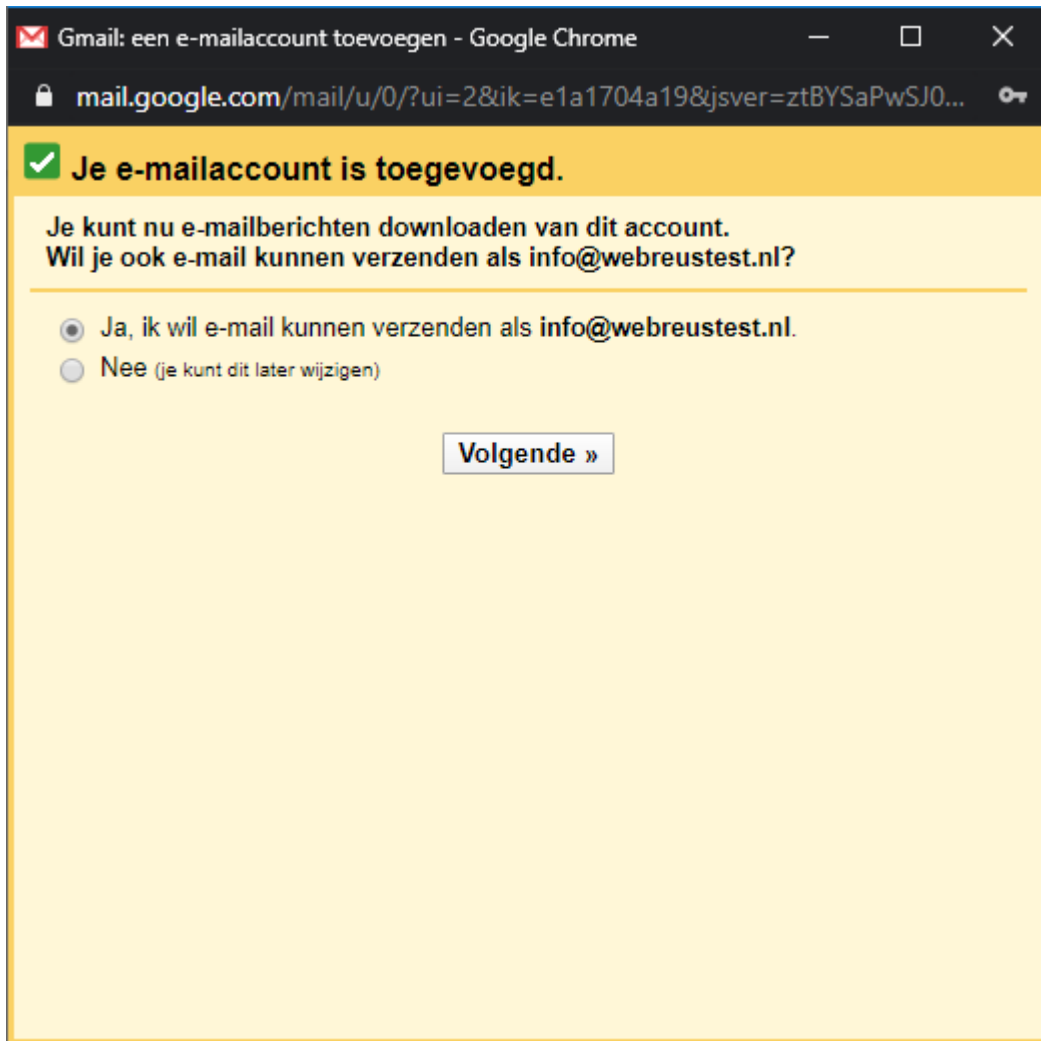 Gmail: een e-mailaccount toevoegen - Google Chrome
mail.google.com/mail/u/0/?ui=2&ik=e1a1704a19&jsver=ztBYSaPwSJ0...
Je e-mailaccount is toegevoegd.
Je kunt nu e-mailberichten downloaden van dit account.
Wil je ook e-mail kunnen verzenden als info@webreustest.nl?
Ja, ik wil e-mail kunnen verzenden als info@webreustest.nl.
Nee (je kunt dit later wijzigen)
Volgende »